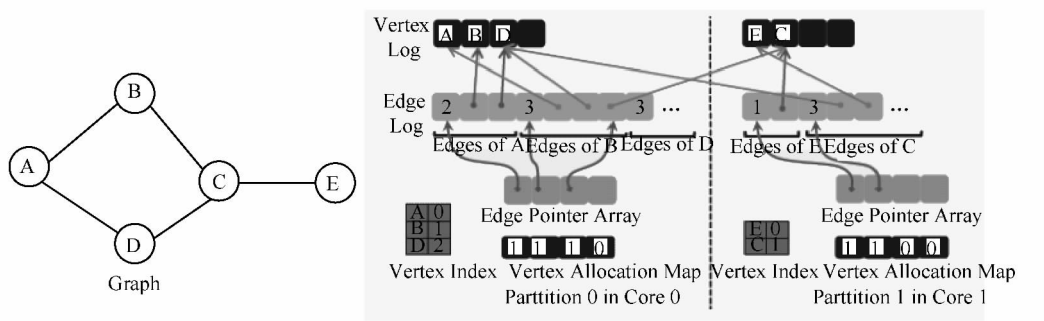 B
A
C
E
D
Graph
Vertex
Log
A B D
E C
Edge
Log
2 3 3 ...
1 3 ...
Edges of A
Edges of B
Edges of D
Edges of E
Edges of C
Edge Pointer Array
Edge Pointer Array
A 0
B 1
D 2
1 1 1 0
E 0
C 1
1 1 0 0
Vertex Index
Vertex Allocation Map
Vertex Index
Vertex Allocation Map
Parttition 0 in Core 0
Parttition 1 in Core 1